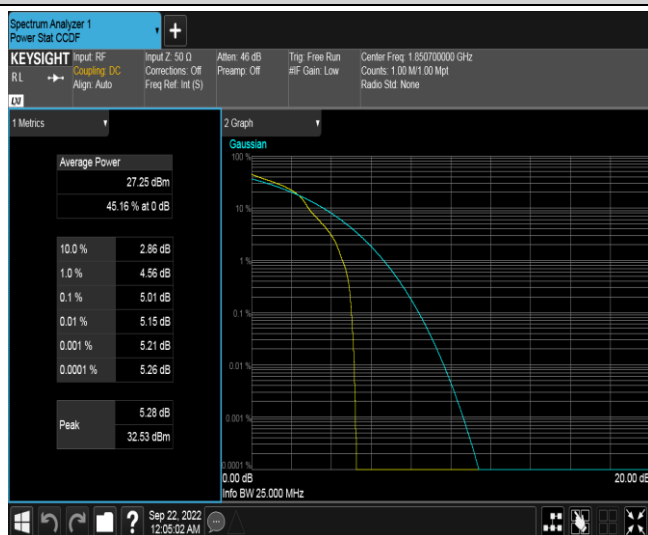 Spectrum Analyzer 1
Power Stat CCDF
+
KEYSIGHT
RL
LXI
Input: RF
Coupling: DC
Align: Auto
Input Z: 50 Ω
Corrections: Off
Freq Ref: Int (S)
Atten: 46 dB
Preamp: Off
Trig: Free Run
#IF Gain: Low
Center Freq: 1.850700000 GHz
Counts: 1.00 M/1.00 Mpt
Radio Std: None
1 Metrics
Average Power
27.25 dBm
45.16 % at 0 dB
10.0 % 2.86 dB
1.0 % 4.56 dB
0.1 % 5.01 dB
0.01 % 5.15 dB
0.001 % 5.21 dB
0.0001 % 5.26 dB
Peak
5.28 dB
32.53 dBm
2 Graph
Gaussian
100 %
10 %
1 %
0.1 %
0.01 %
0.001 %
0.0001 %
0.00 dB
20.00 dB
Info BW 25.000 MHz
?
Sep 22, 2022
12:05:02 AM